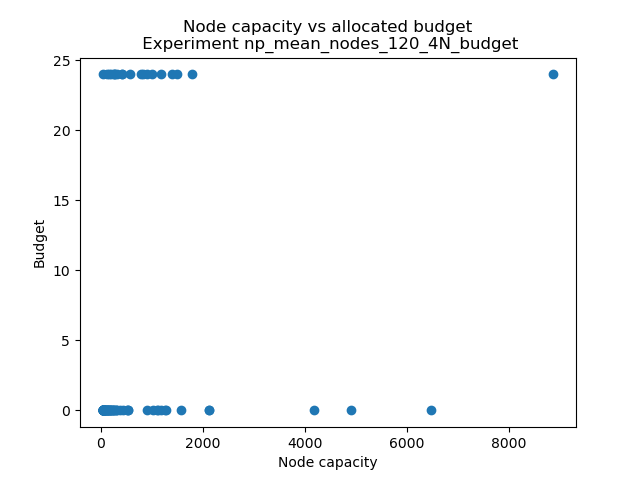 Node capacity vs allocated budget
Experiment np_mean_nodes_120_4N_budget
25
20
15
10
5
0
Budget
0 2000 4000 6000 8000
Node capacity